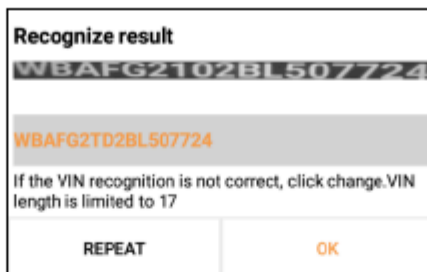 Recognize result
WBAFG2102BL507724
WBAFG2TD2BL507724
If the VIN recognition is not correct, click change.VIN
length is limited to 17
REPEAT OK